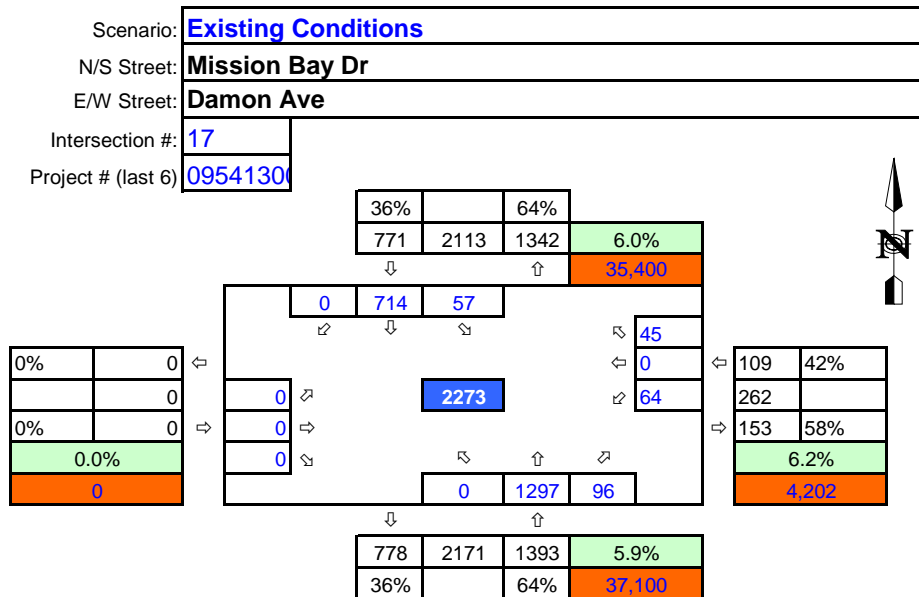 Scenario: Existing Conditions
N/S Street: Mission Bay Dr
E/W Street: Damon Ave
Intersection #: 17
Project # (last 6) 09541300
N
36% 64%
771 2113 1342 6.0%
⇩ ⇧ 35,400
0 714 57
⬃ ⇩ ⬂
⬁ 45
0% 0 ⇦ ⇦ 0 ⇦ 109 42%
0 0 ⬀ 2273 ⬃ 64 262
0% 0 ⇨ 0 ⇨ ⇨ 153 58%
0.0% 0 ⬂ ⬁ ⇧ ⬀ 6.2%
0 0 1297 96 4,202
⇩ ⇧
778 2171 1393 5.9%
36% 64% 37,100